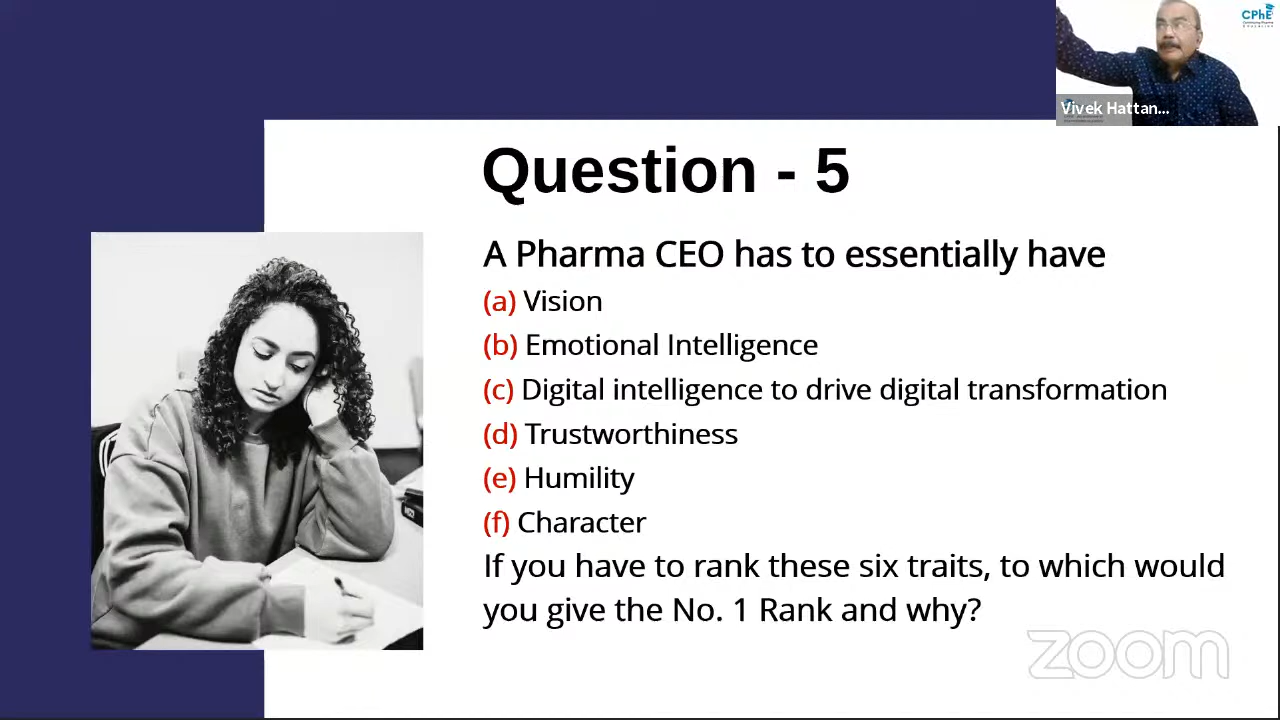 CPhE
Vivek Hattan...
Question - 5
A Pharma CEO has to essentially have
(a) Vision
(b) Emotional Intelligence
(c) Digital intelligence to drive digital transformation
(d) Trustworthiness
(e) Humility
(f) Character
If you have to rank these six traits, to which would
you give the No. 1 Rank and why?
zoom